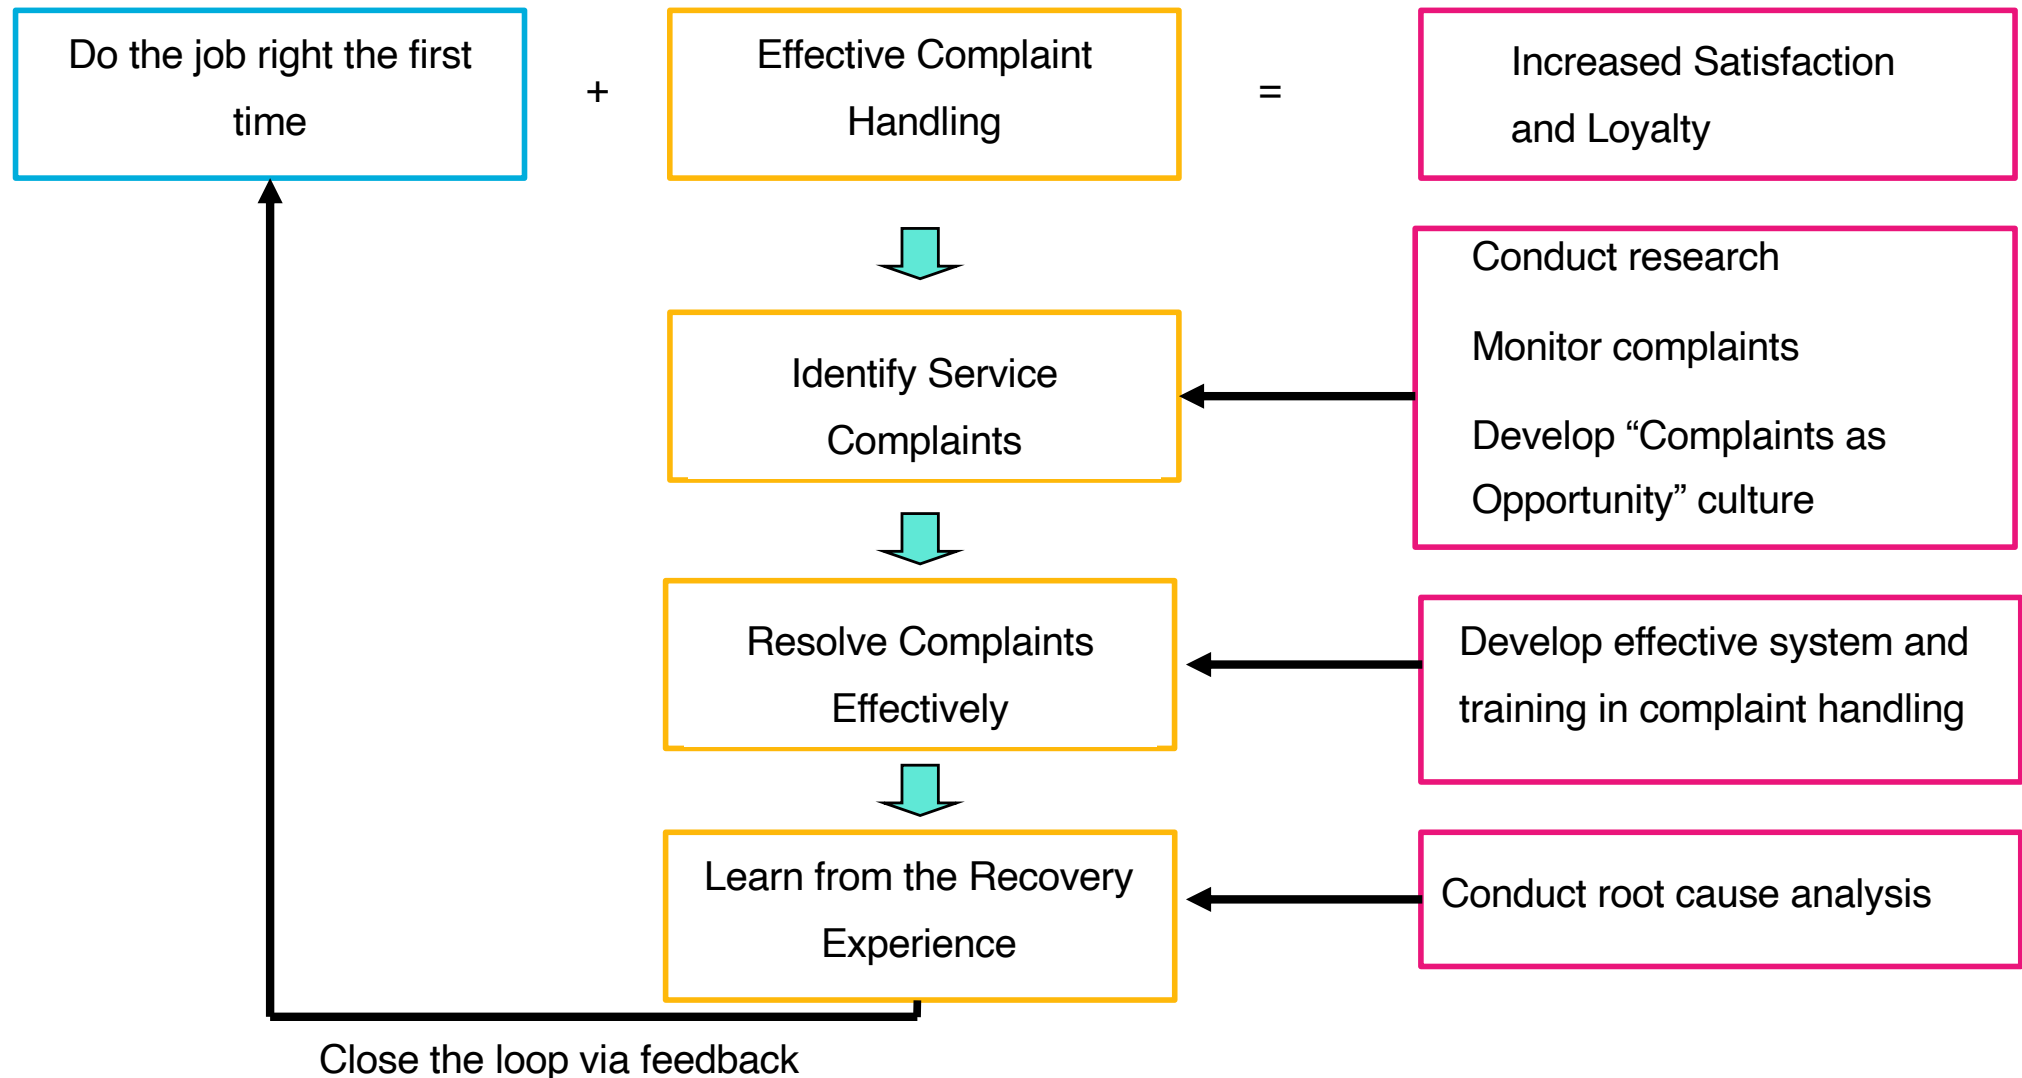 Do the job right the first
time
+
Effective Complaint
Handling
=
Increased Satisfaction
and Loyalty
Identify Service
Complaints
Conduct research
Monitor complaints
Develop “Complaints as
Opportunity” culture
Resolve Complaints
Effectively
Develop effective system and
training in complaint handling
Learn from the Recovery
Experience
Conduct root cause analysis
Close the loop via feedback